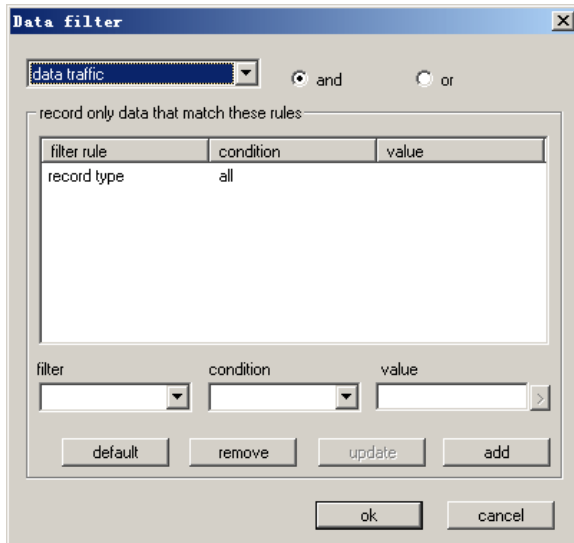 Data filter
data traffic and or
record only data that match these rules
filter rule condition value
record type all
filter condition value
default remove update add
ok cancel